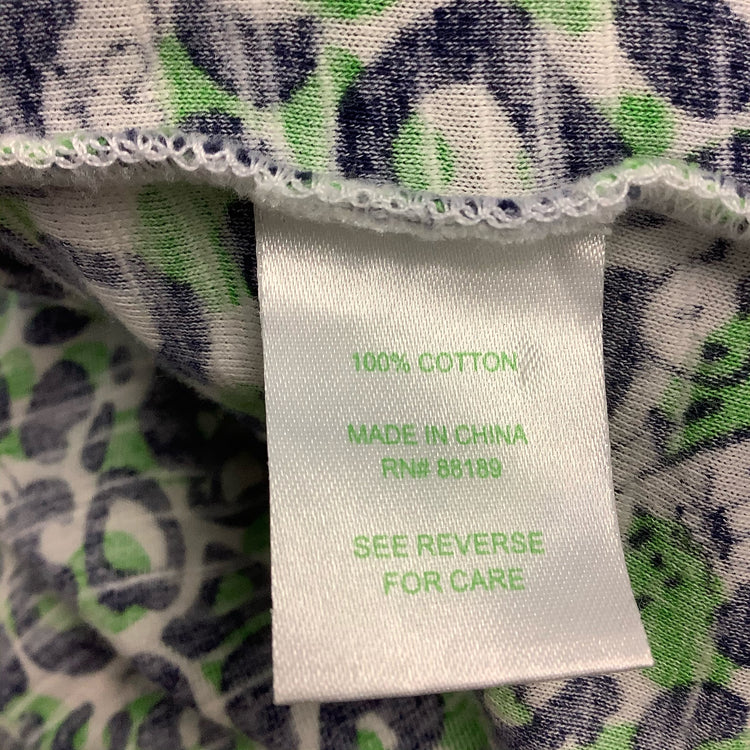 100% COTTON
MADE IN CHINA
RN# 88189
SEE REVERSE
FOR CARE